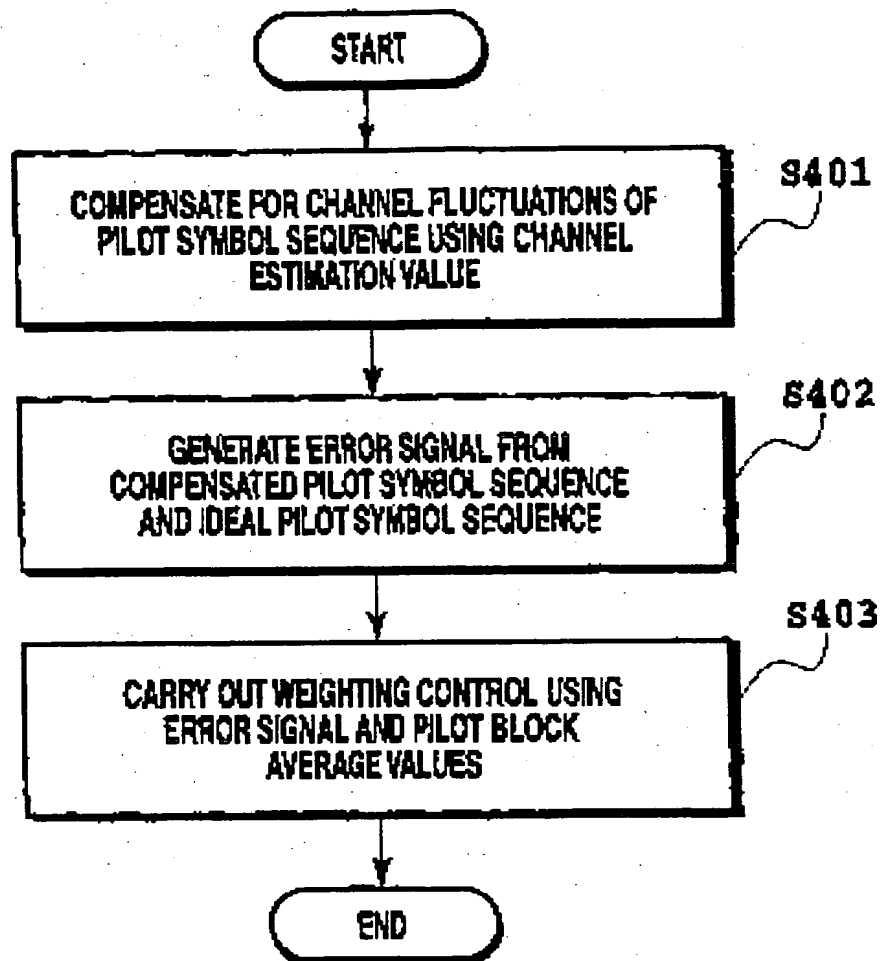 START
S401
COMPENSATE FOR CHANNEL FLUCTUATIONS OF
PILOT SYMBOL SEQUENCE USING CHANNEL
ESTIMATION VALUE
S402
GENERATE ERROR SIGNAL FROM
COMPENSATED PILOT SYMBOL SEQUENCE
AND IDEAL PILOT SYMBOL SEQUENCE
S403
CARRY OUT WEIGHTING CONTROL USING
ERROR SIGNAL AND PILOT BLOCK
AVERAGE VALUES
END